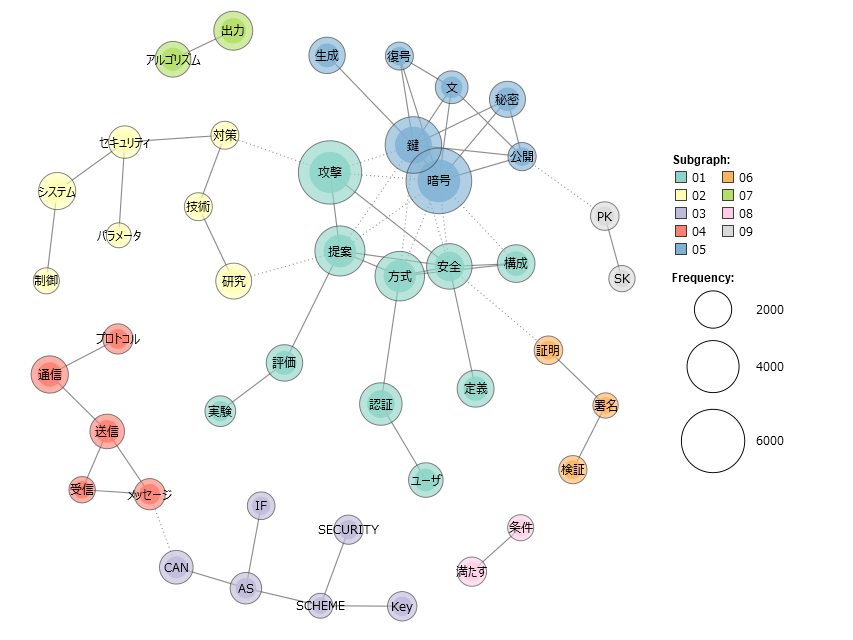 出力
アルゴリズム
生成
復号
文
秘密
セキュリティ
対策
鍵
公開
攻撃
暗号
システム
技術
PK
パラメータ
提案
安全
構成
方式
制御
研究
SK
プロトコル
証明
評価
通信
定義
認証
署名
実験
送信
検証
ユーザ
受信
メッセージ
IF
SECURITY
条件
CAN
満たす
AS
SCHEME
Key
Subgraph:
01 06
02 07
03 08
04 09
05
Frequency:
2000
4000
6000